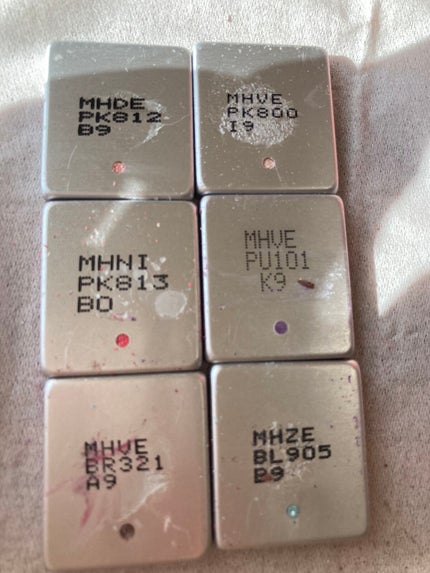 MHDE
PK812
B9
MHVE
PK800
I9
MHNI
PK813
B0
MHVE
PU101
K9
MHVE
BR321
A9
MHZE
BL905
B9